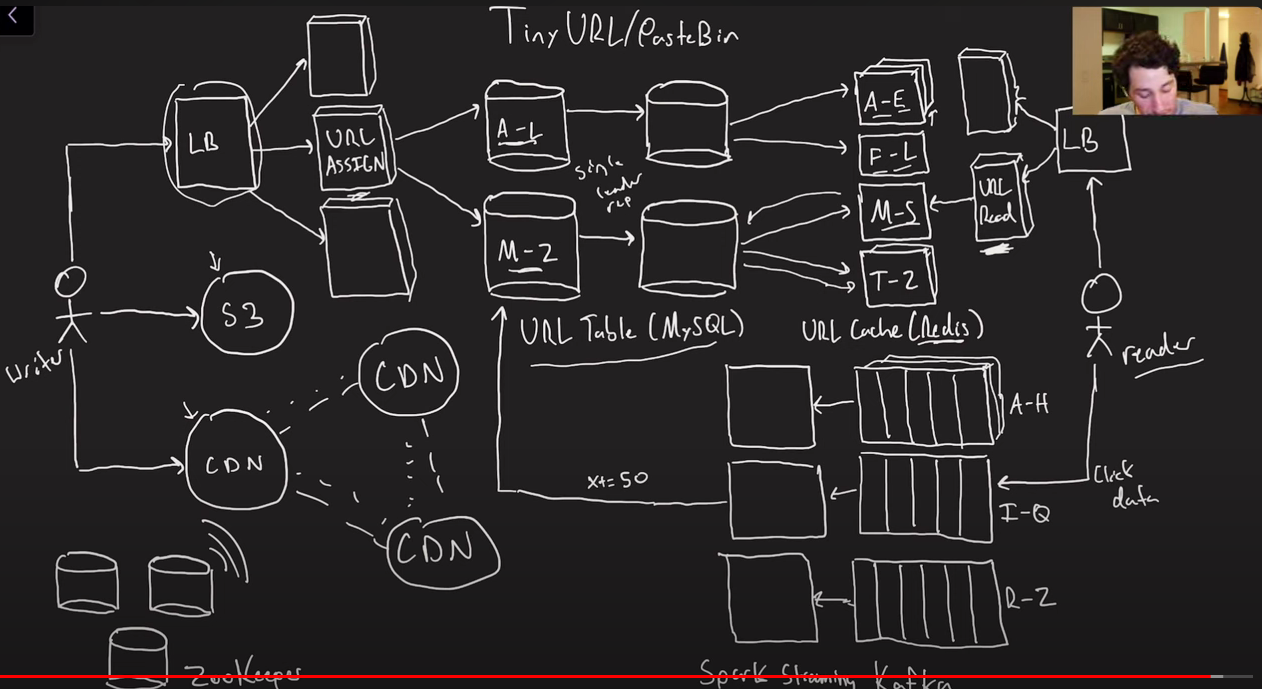 TinyURL/PasteBin
LB
URL
ASSIGN
A-L
M-Z
single
leader
rep
A-E
F-L
M-S
T-Z
URL
Read
LB
writer
S3
CDN
CDN
CDN
URL Table (MySQL)
URL Cache (Redis)
reader
A-H
I-Q
R-Z
Click
data
x+=50
ZooKeeper
Spark Streaming Kafka